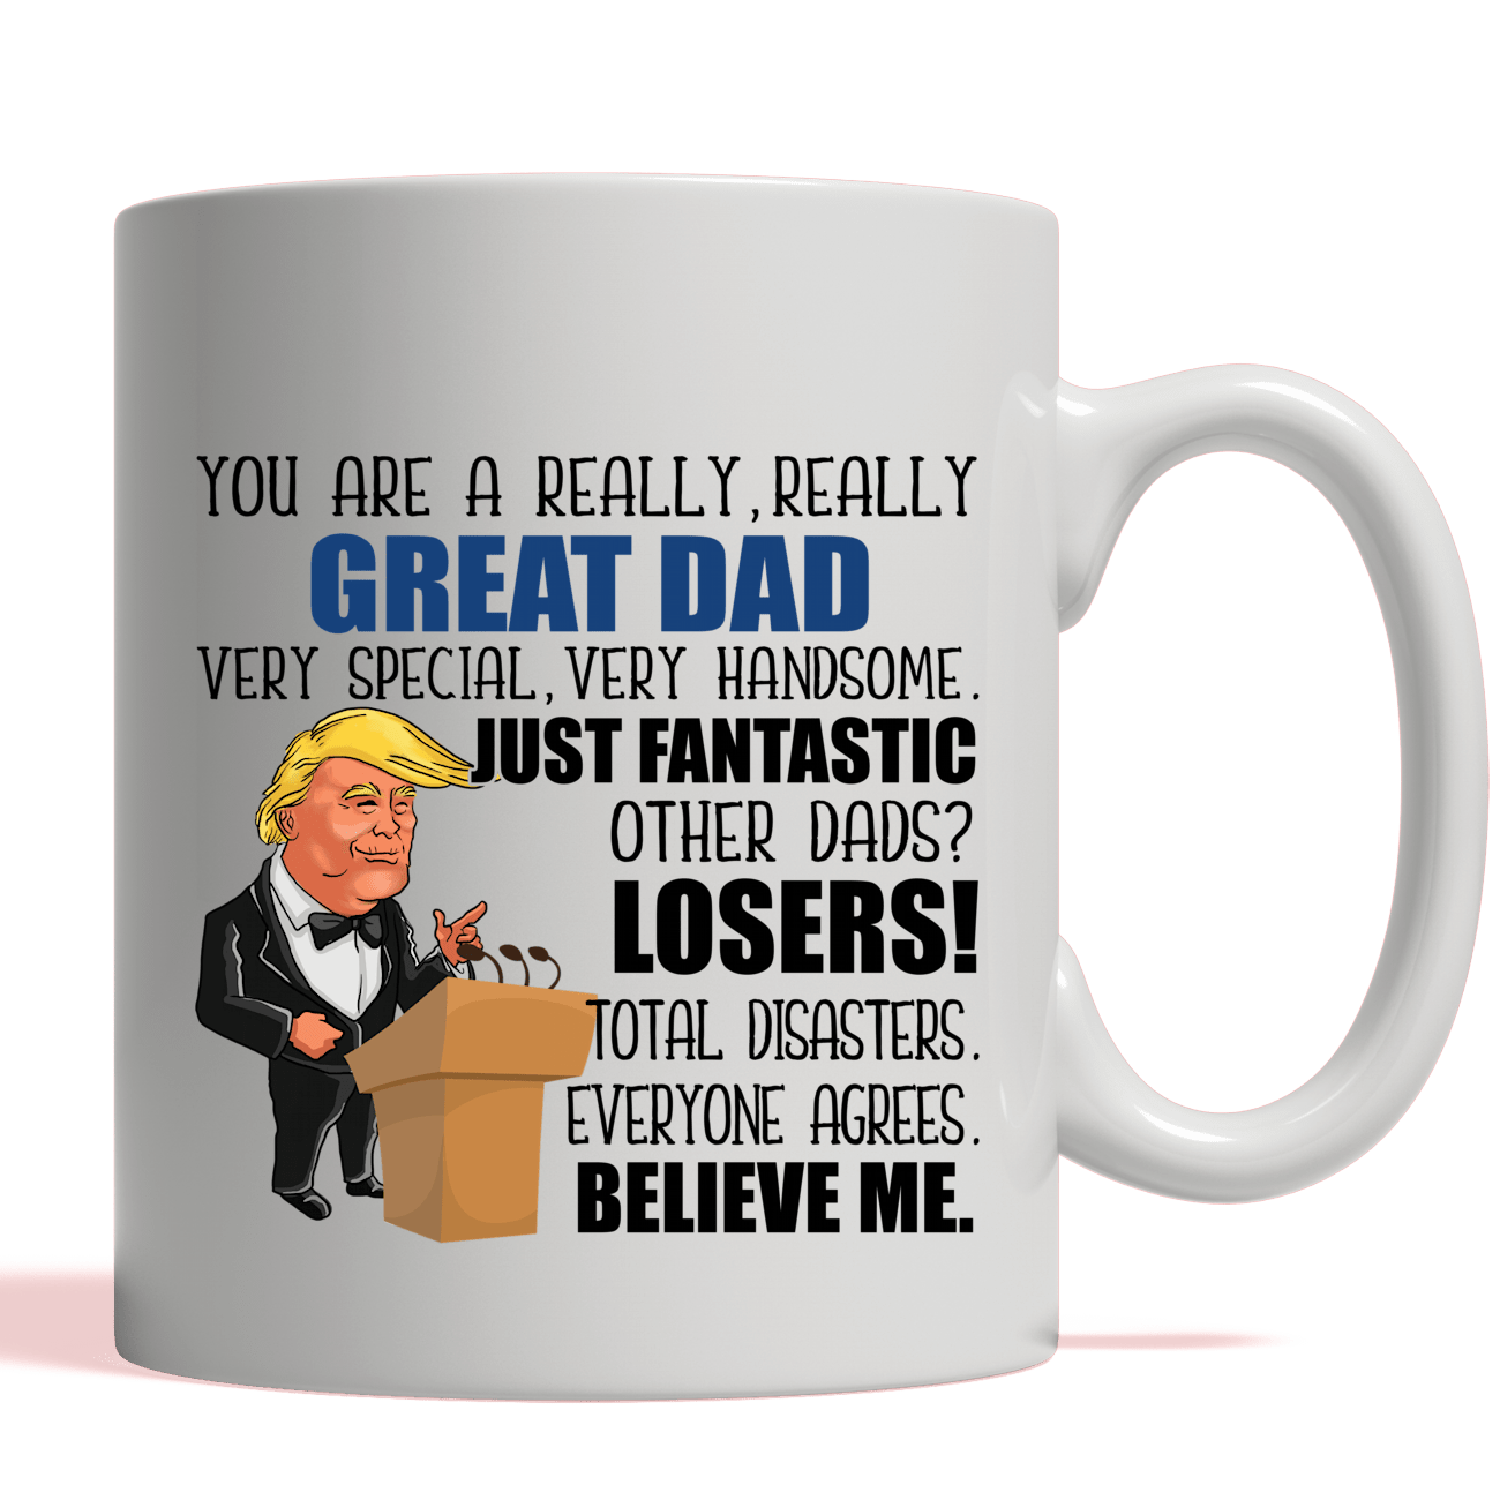 YOU ARE A REALLY, REALLY
GREAT DAD
VERY SPECIAL, VERY HANDSOME.
JUST FANTASTIC
OTHER DADS?
LOSERS!
TOTAL DISASTERS.
EVERYONE AGREES.
BELIEVE ME.